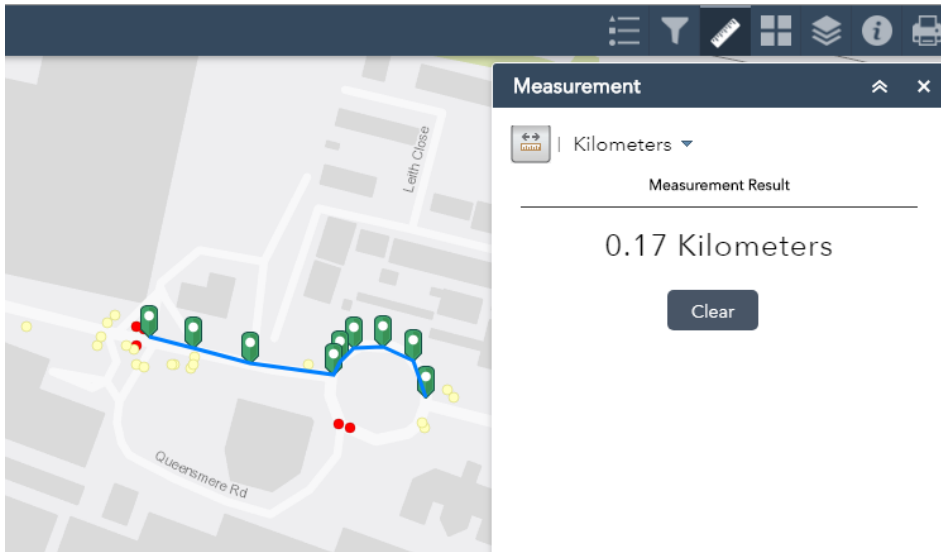 Measurement
Kilometers
Measurement Result
0.17 Kilometers
Clear
Leith Close
Queensmere Rd